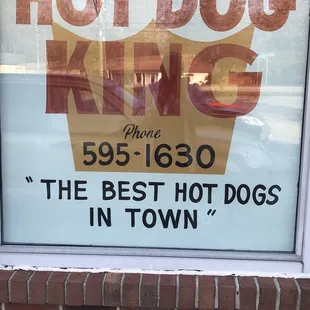 HOT DOG
KING
Phone
595-1630
"THE BEST HOT DOGS
IN TOWN"